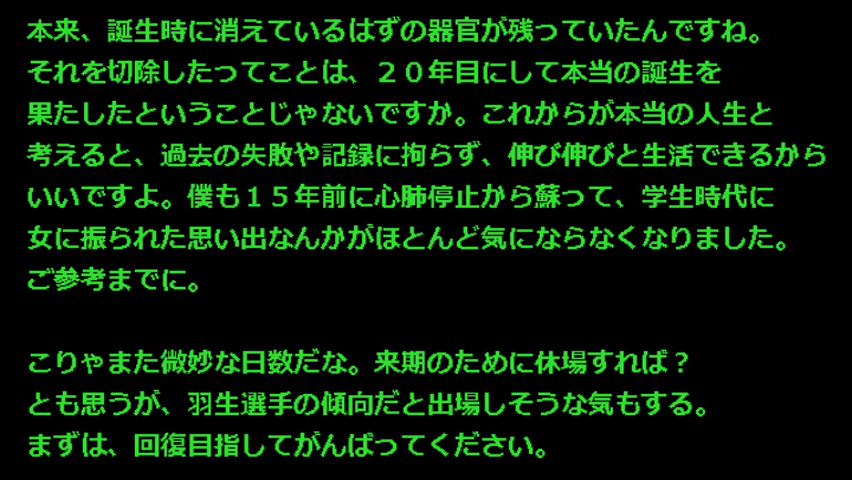 本来、誕生時に消えているはずの器官が残っていたんですね。
それを切除したってことは、２０年目にして本当の誕生を
果たしたということじゃないですか。これからが本当の人生と
考えると、過去の失敗や記録に拘らず、伸び伸びと生活できるから
いいですよ。僕も１５年前に心肺停止から蘇って、学生時代に
女に振られた思い出なんかがほとんど気にならなくなりました。
ご参考までに。
こりゃまた微妙な日数だな。来期のために休場すれば？
とも思うが、羽生選手の傾向だと出場しそうな気もする。
まずは、回復目指してがんばってください。